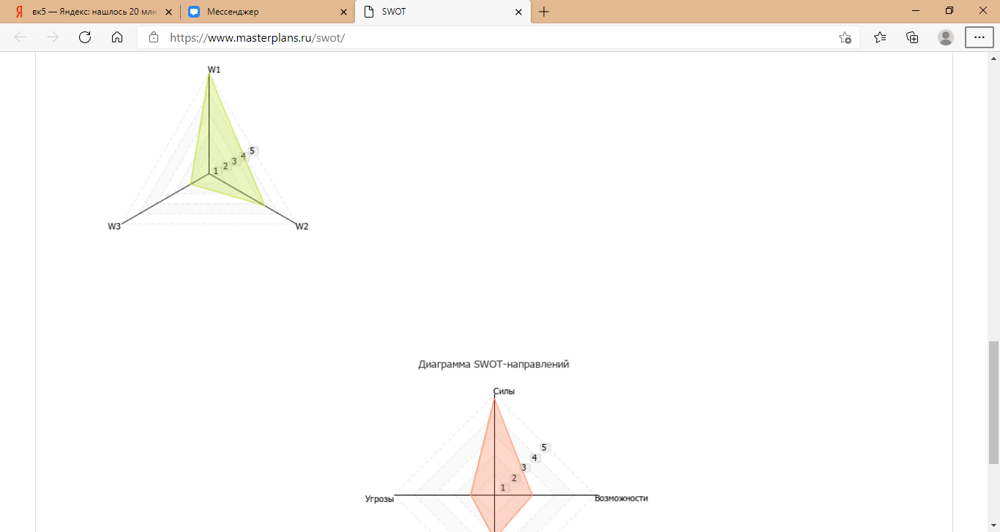 вк5 — Яндекс: нашлось 20 млн
Мессенджер
SWOT
https://www.masterplans.ru/swot/
W1
5
4
3
2
1
W3
W2
Диаграмма SWOT-направлений
Силы
5
4
3
2
1
Угрозы
Возможности